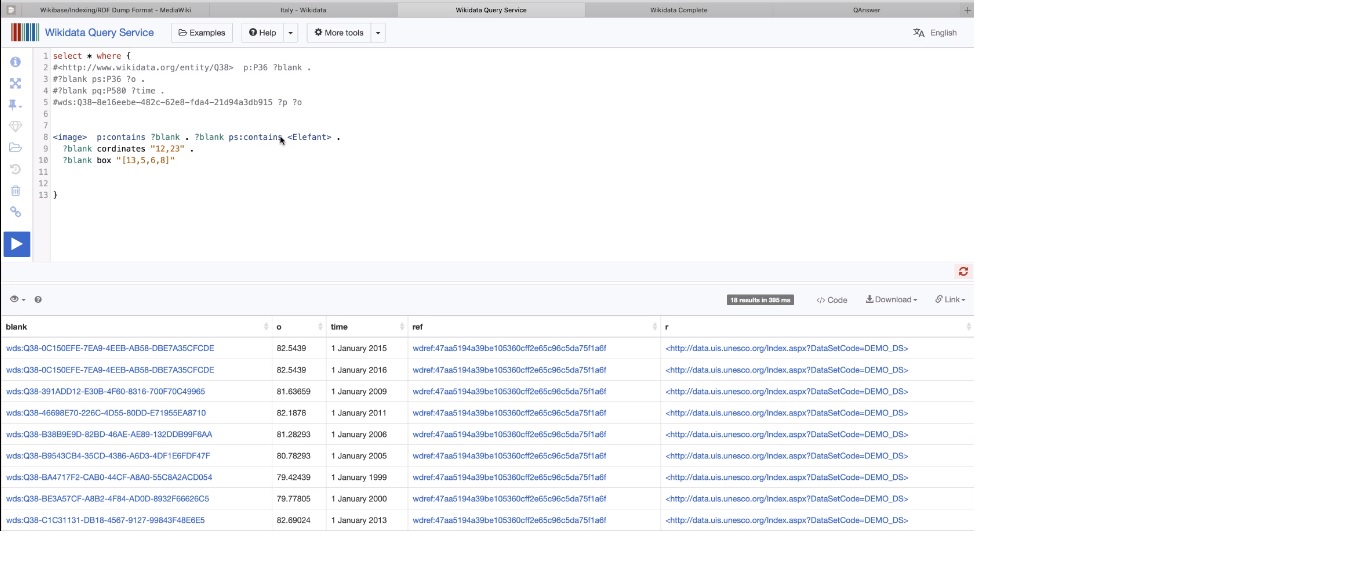 Wikibase/Indexing/RDF Dump Format - MediaWiki Italy - Wikidata Wikidata Query Service Wikidata Complete QAnswer +
Wikidata Query Service Examples Help More tools English
1 select * where {
2 #<http://www.wikidata.org/entity/Q38>  p:P36 ?blank .
3 #?blank ps:P36 ?o .
4 #?blank pq:P580 ?time .
5 #wds:Q38-8e16eebe-482c-62e8-fda4-21d94a3db915 ?p ?o
6
7
8 <image>  p:contains ?blank . ?blank ps:contains <Elefant> .
9   ?blank cordinates "12,23" .
10   ?blank box "[13,5,6,8]"
11
12
13 }
18 results in 395 ms Code Download Link
blank o time ref r
wds:Q38-0C150EFE-7EA9-4EEB-AB58-DBE7A35CFCDE 82.5439 1 January 2015 wdref:47aa5194a39be105360cff2e65c96c5da75f1a6f <http://data.uis.unesco.org/Index.aspx?DataSetCode=DEMO_DS>
wds:Q38-0C150EFE-7EA9-4EEB-AB58-DBE7A35CFCDE 82.5439 1 January 2016 wdref:47aa5194a39be105360cff2e65c96c5da75f1a6f <http://data.uis.unesco.org/Index.aspx?DataSetCode=DEMO_DS>
wds:Q38-391ADD12-E30B-4F60-8316-700F70C49965 81.63659 1 January 2009 wdref:47aa5194a39be105360cff2e65c96c5da75f1a6f <http://data.uis.unesco.org/Index.aspx?DataSetCode=DEMO_DS>
wds:Q38-46698E70-226C-4D55-80DD-E71955EA8710 82.1878 1 January 2011 wdref:47aa5194a39be105360cff2e65c96c5da75f1a6f <http://data.uis.unesco.org/Index.aspx?DataSetCode=DEMO_DS>
wds:Q38-B38B9E9D-82BD-46AE-AE89-132DDB99F6AA 81.28293 1 January 2006 wdref:47aa5194a39be105360cff2e65c96c5da75f1a6f <http://data.uis.unesco.org/Index.aspx?DataSetCode=DEMO_DS>
wds:Q38-B9543CB4-35CD-4386-A6D3-4DF1E6FDF47F 80.78293 1 January 2005 wdref:47aa5194a39be105360cff2e65c96c5da75f1a6f <http://data.uis.unesco.org/Index.aspx?DataSetCode=DEMO_DS>
wds:Q38-BA4717F2-CAB0-44CF-A8A0-55C8A2ACD054 79.42439 1 January 1999 wdref:47aa5194a39be105360cff2e65c96c5da75f1a6f <http://data.uis.unesco.org/Index.aspx?DataSetCode=DEMO_DS>
wds:Q38-BE3A57CF-A8B2-4F84-AD0D-8932F66626C5 79.77805 1 January 2000 wdref:47aa5194a39be105360cff2e65c96c5da75f1a6f <http://data.uis.unesco.org/Index.aspx?DataSetCode=DEMO_DS>
wds:Q38-C1C31131-DB18-4567-9127-99843F48E6E5 82.69024 1 January 2013 wdref:47aa5194a39be105360cff2e65c96c5da75f1a6f <http://data.uis.unesco.org/Index.aspx?DataSetCode=DEMO_DS>